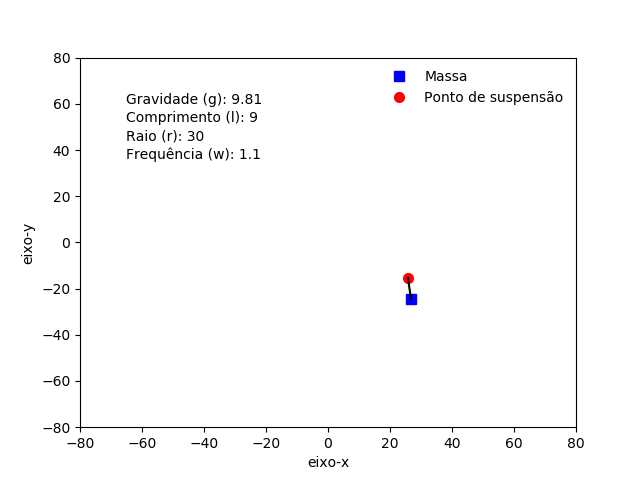 Massa
Ponto de suspensão
Gravidade (g): 9.81
Comprimento (l): 9
Raio (r): 30
Frequência (w): 1.1
80
60
40
20
0
−20
−40
−60
−80
eixo-y
−80 −60 −40 −20 0 20 40 60 80
eixo-x